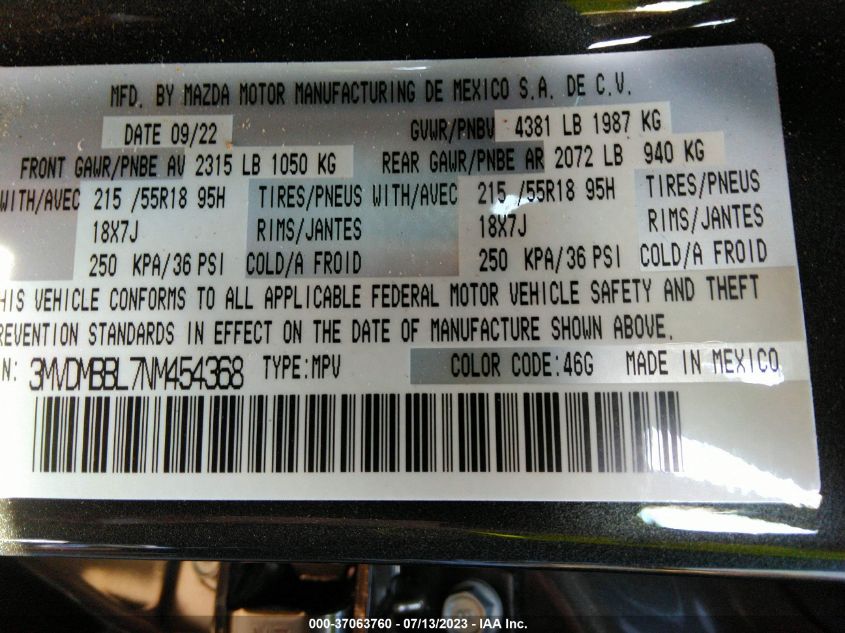 MFD. BY MAZDA MOTOR MANUFACTURING DE MEXICO S.A. DE C.V.
DATE 09/22 GVWR/PNBV 4381 LB 1987 KG
FRONT GAWR/PNBE AV 2315 LB 1050 KG REAR GAWR/PNBE AR 2072 LB 940 KG
WITH/AVEC 215 /55R18 95H TIRES/PNEUS WITH/AVEC 215 /55R18 95H TIRES/PNEUS
18X7J RIMS/JANTES 18X7J RIMS/JANTES
250 KPA/36 PSI COLD/A FROID 250 KPA/36 PSI COLD/A FROID
HIS VEHICLE CONFORMS TO ALL APPLICABLE FEDERAL MOTOR VEHICLE SAFETY AND THEFT
REVENTION STANDARDS IN EFFECT ON THE DATE OF MANUFACTURE SHOWN ABOVE.
N: 3MVDMBBL7NM454368 TYPE:MPV COLOR CODE:46G MADE IN MEXICO
000-37063760 - 07/13/2023 - IAA Inc.